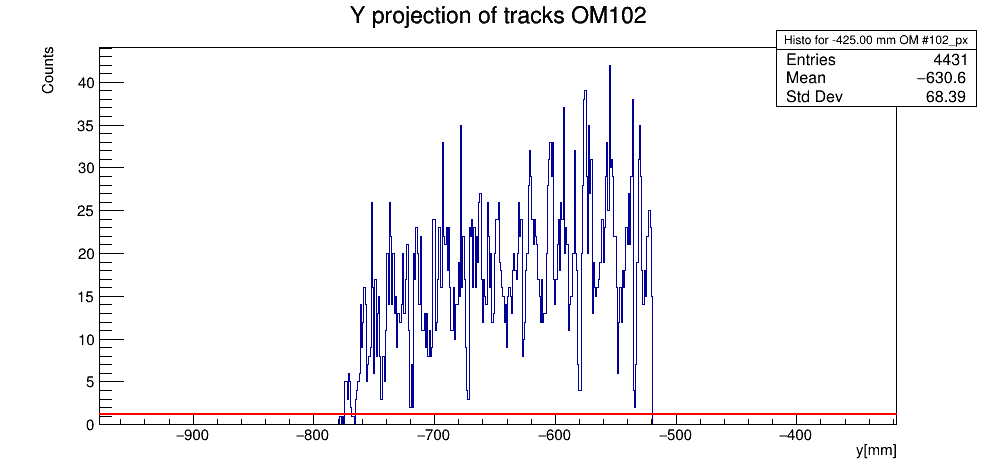 Y projection of tracks OM102
Histo for -425.00 mm OM #102_px
Entries 4431
Mean −630.6
Std Dev 68.39
Counts
40
35
30
25
20
15
10
5
0
−900 −800 −700 −600 −500 −400
y[mm]